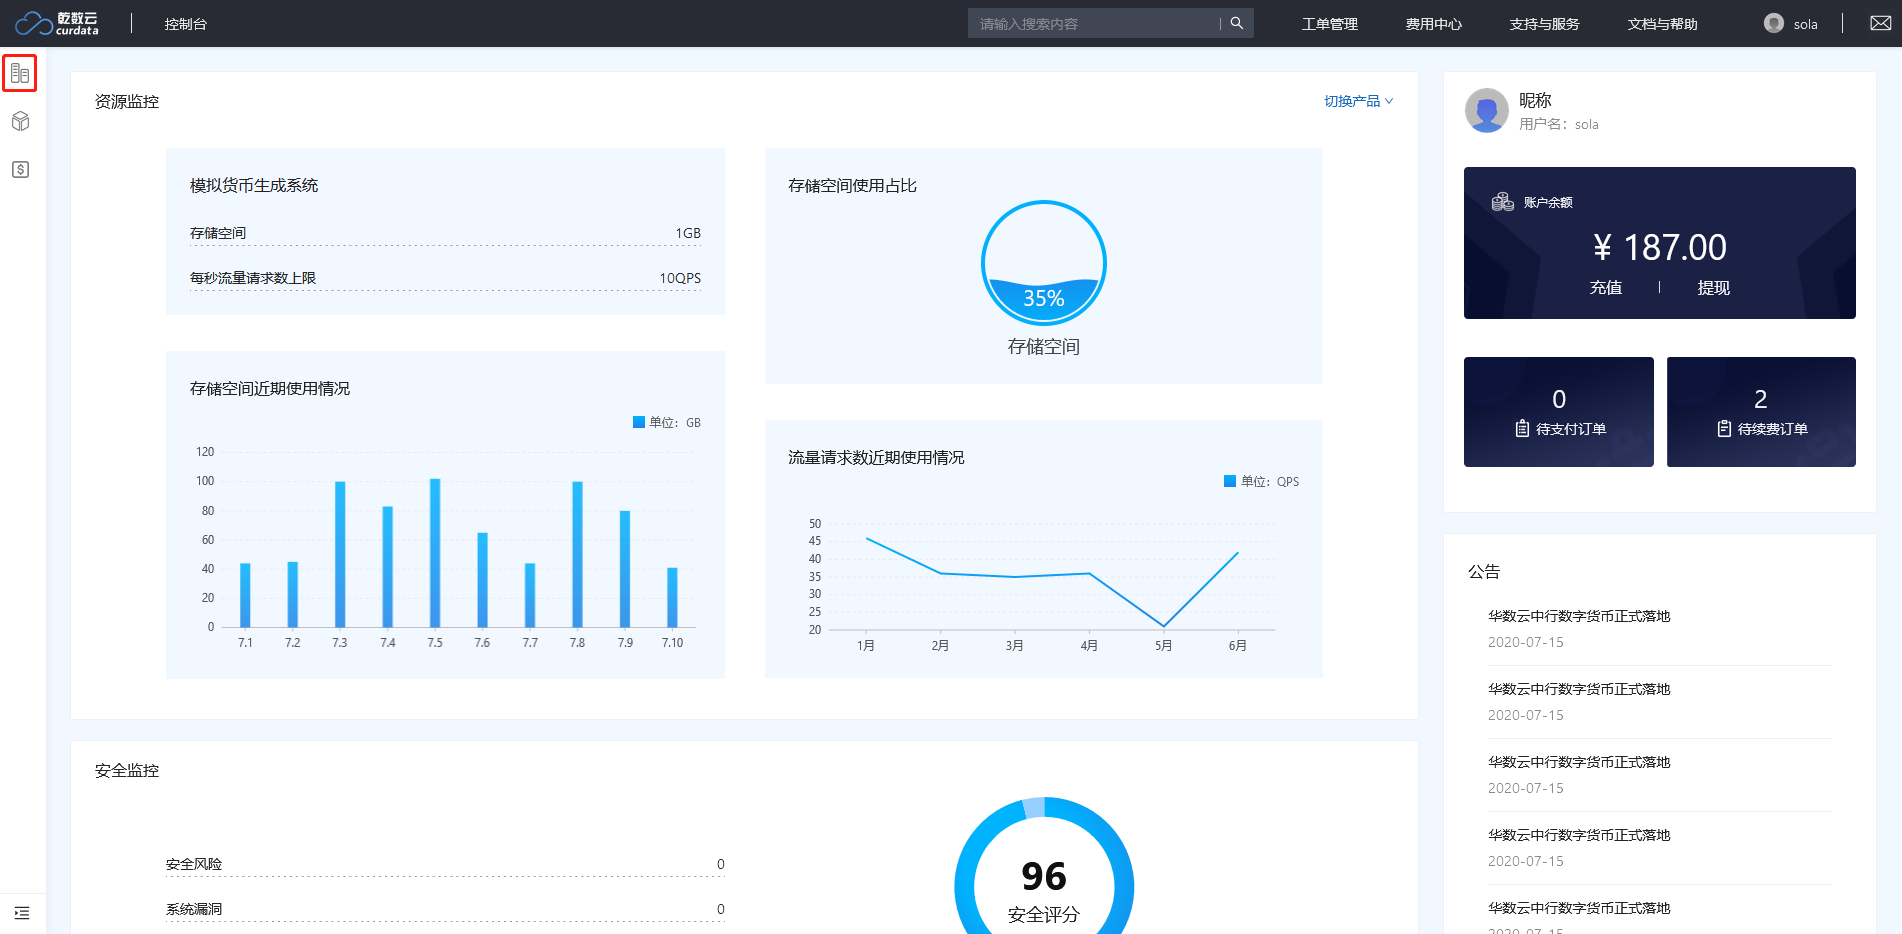 乾数云
curdata
控制台
请输入搜索内容
工单管理
费用中心
支持与服务
文档与帮助
sola
资源监控
切换产品
模拟货币生成系统
存储空间 1GB
每秒流量请求数上限 10QPS
存储空间使用占比
35%
存储空间
存储空间近期使用情况
单位：GB
120
100
80
60
40
20
0
7.1 7.2 7.3 7.4 7.5 7.6 7.7 7.8 7.9 7.10
流量请求数近期使用情况
单位：QPS
50
45
40
35
30
25
20
1月 2月 3月 4月 5月 6月
安全监控
安全风险 0
系统漏洞 0
96
安全评分
昵称
用户名：sola
账户余额
¥ 187.00
充值 | 提现
0
待支付订单
2
待续费订单
公告
华数云中行数字货币正式落地
2020-07-15
华数云中行数字货币正式落地
2020-07-15
华数云中行数字货币正式落地
2020-07-15
华数云中行数字货币正式落地
2020-07-15
华数云中行数字货币正式落地
2020-07-15